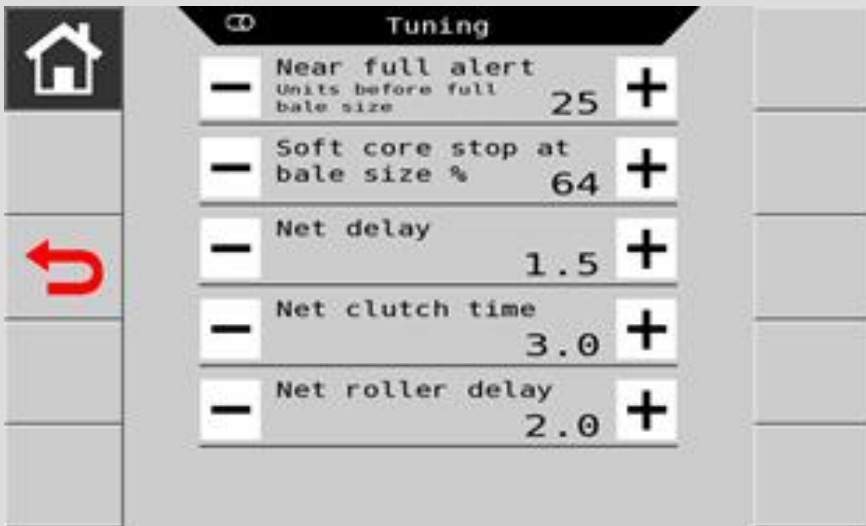 Tuning
Near full alert
Units before full
bale size
25
Soft core stop at
bale size %
64
Net delay
1.5
Net clutch time
3.0
Net roller delay
2.0